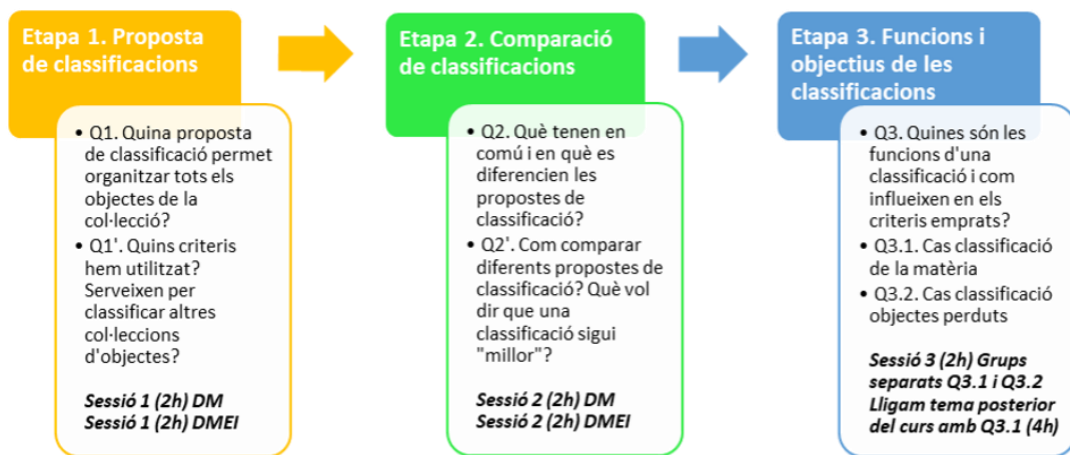 Etapa 1. Proposta
de classificacions
• Q1. Quina proposta
de classificació permet
organitzar tots els
objectes de la
col·lecció?
• Q1'. Quins criteris
hem utilitzat?
Serveixen per
classificar altres
col·leccions
d'objectes?
Sessió 1 (2h) DM
Sessió 1 (2h) DMEI
Etapa 2. Comparació
de classificacions
• Q2. Què tenen en
comú i en què es
diferencien les
propostes de
classificació?
• Q2'. Com comparar
diferents propostes de
classificació? Què vol
dir que una
classificació sigui
"millor"?
Sessió 2 (2h) DM
Sessió 2 (2h) DMEI
Etapa 3. Funcions i
objectius de les
classificacions
• Q3. Quines són les
funcions d'una
classificació i com
influeixen en els
criteris emprats?
• Q3.1. Cas classificació
de la matèria
• Q3.2. Cas classificació
objectes perduts
Sessió 3 (2h) Grups
separats Q3.1 i Q3.2
Lligam tema posterior
del curs amb Q3.1 (4h)